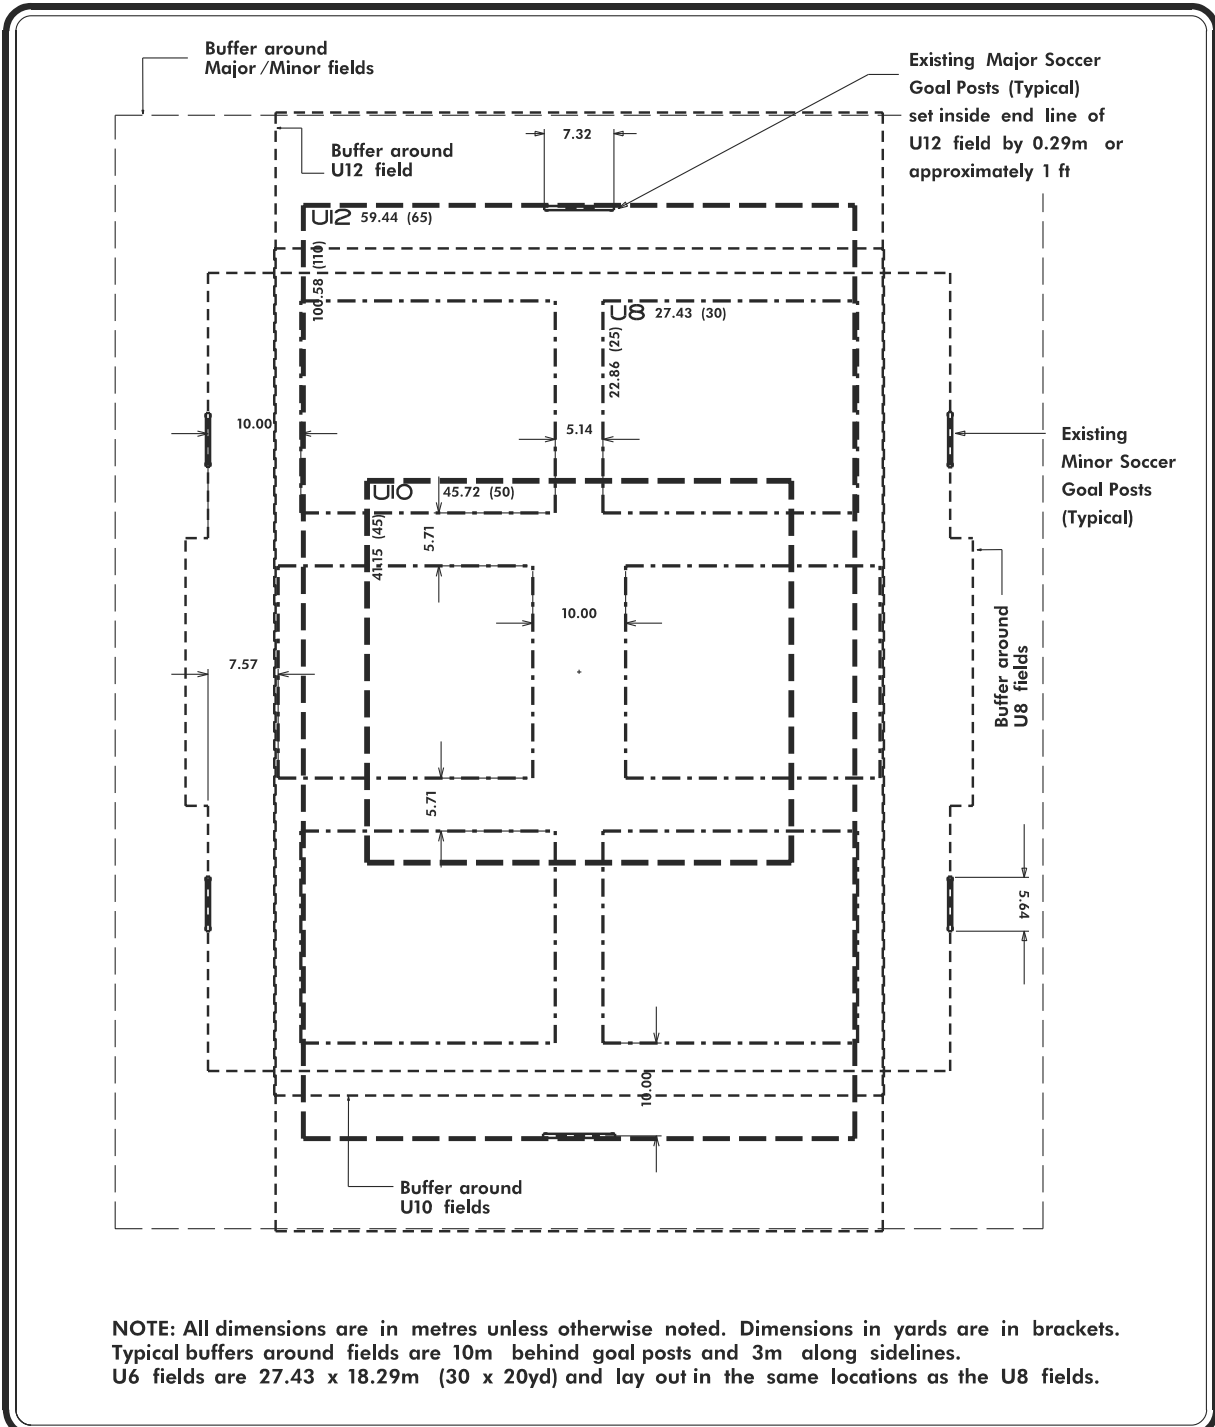 Buffer around
Major /Minor fields
Existing Major Soccer
Goal Posts (Typical)
set inside end line of
U12 field by 0.29m or
approximately 1 ft
7.32
Buffer around
U12 field
U12 59.44 (65)
100.58 (110)
U8 27.43 (30)
22.86 (25)
10.00
5.14
Existing
Minor Soccer
Goal Posts
(Typical)
U10 45.72 (50)
41.15 (45)
5.71
10.00
7.57
Buffer around
U8 fields
5.71
5.64
10.00
Buffer around
U10 fields
NOTE: All dimensions are in metres unless otherwise noted. Dimensions in yards are in brackets.
Typical buffers around fields are 10m behind goal posts and 3m along sidelines.
U6 fields are 27.43 x 18.29m (30 x 20yd) and lay out in the same locations as the U8 fields.